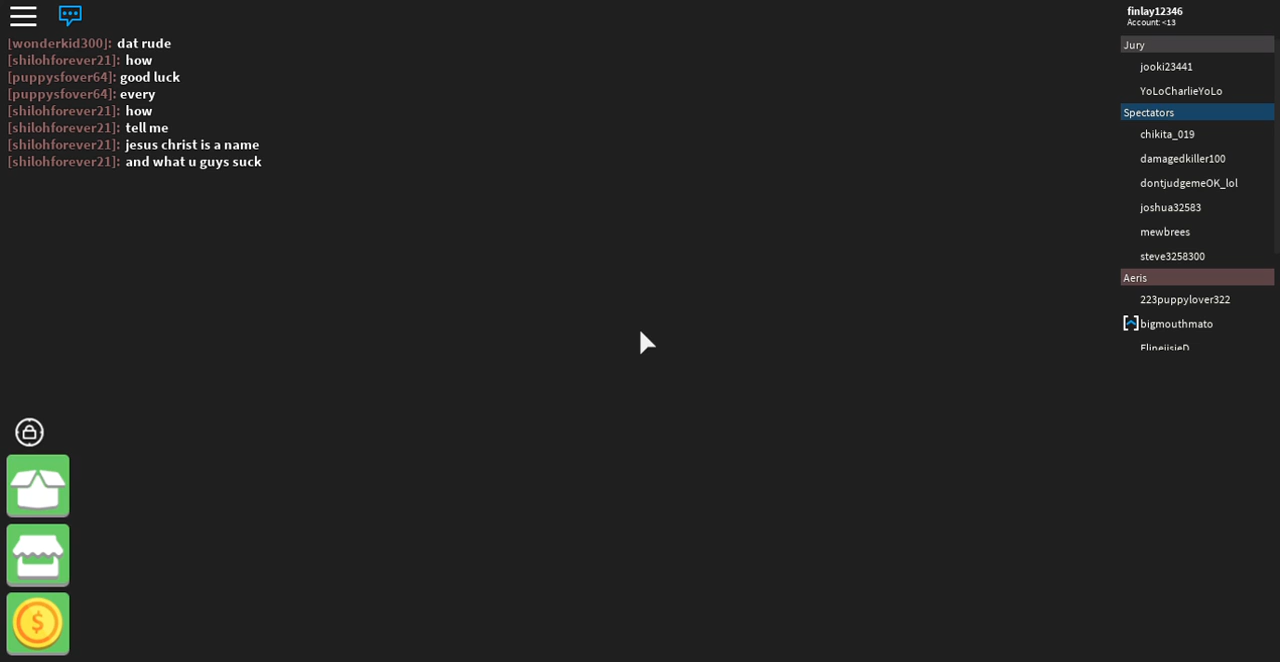 [wonderkid300]: dat rude
[shilohforever21]: how
[puppysfover64]: good luck
[puppysfover64]: every
[shilohforever21]: how
[shilohforever21]: tell me
[shilohforever21]: jesus christ is a name
[shilohforever21]: and what u guys suck
finlay12346
Account: <13
Jury
jooki23441
YoLoCharlieYoLo
Spectators
chikita_019
damagedkiller100
dontjudgemeOK_lol
joshua32583
mewbrees
steve3258300
Aeris
223puppylover322
bigmouthmato